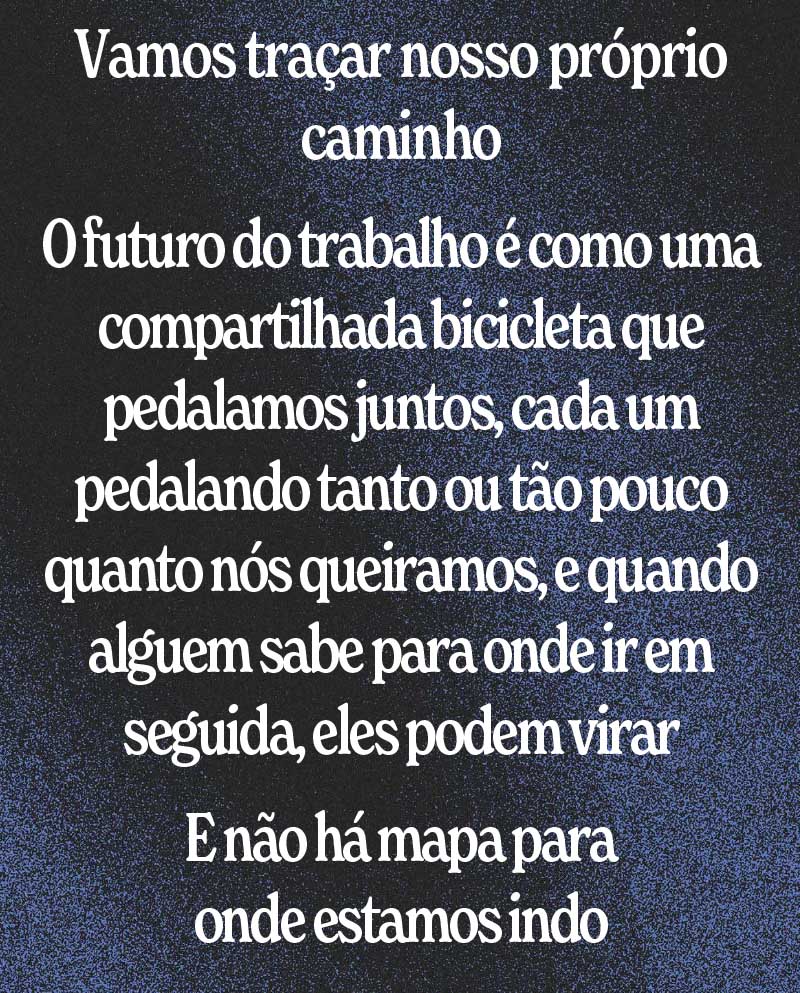 Vamos traçar nosso próprio
caminho
O futuro do trabalho é como uma
compartilhada bicicleta que
pedalamos juntos, cada um
pedalando tanto ou tão pouco
quanto nós queiramos, e quando
alguem sabe para onde ir em
seguida, eles podem virar
E não há mapa para
onde estamos indo